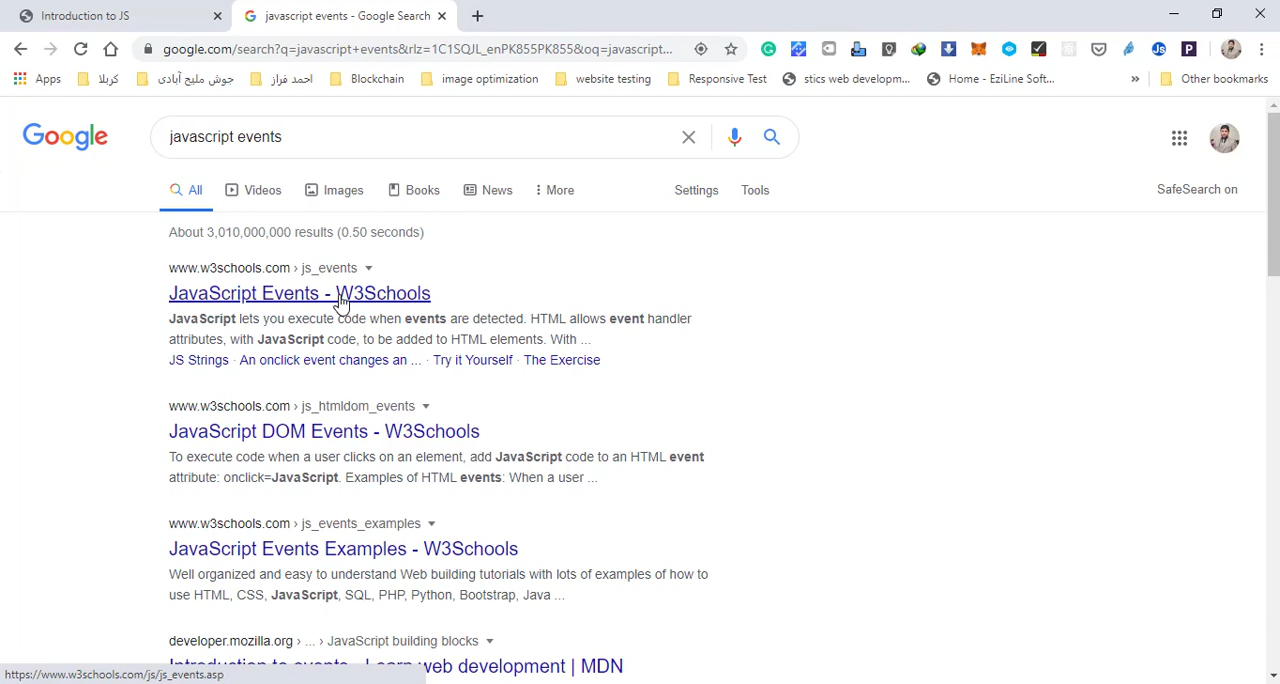 Introduction to JS
javascript events - Google Search
google.com/search?q=javascript+events&rlz=1C1SQJL_enPK855PK855&oq=javascript...
Apps کربلا جوش ملیح آبادی احمد فراز Blockchain image optimization website testing Responsive Test stics web developm... Home - EziLine Soft... » Other bookmarks
Google javascript events
All Videos Images Books News More Settings Tools SafeSearch on
About 3,010,000,000 results (0.50 seconds)
www.w3schools.com › js_events
JavaScript Events - W3Schools
JavaScript lets you execute code when events are detected. HTML allows event handler
attributes, with JavaScript code, to be added to HTML elements. With ...
JS Strings · An onclick event changes an ... · Try it Yourself · The Exercise
www.w3schools.com › js_htmldom_events
JavaScript DOM Events - W3Schools
To execute code when a user clicks on an element, add JavaScript code to an HTML event
attribute: onclick=JavaScript. Examples of HTML events: When a user ...
www.w3schools.com › js_events_examples
JavaScript Events Examples - W3Schools
Well organized and easy to understand Web building tutorials with lots of examples of how to
use HTML, CSS, JavaScript, SQL, PHP, Python, Bootstrap, Java ...
developer.mozilla.org › ... › JavaScript building blocks
Introduction to events - Learn web development | MDN
https://www.w3schools.com/js/js_events.asp